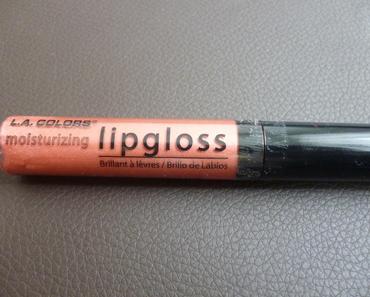 L.A. COLORS®
moisturizing
lipgloss
Brillant à lèvres / Brillo de Labios